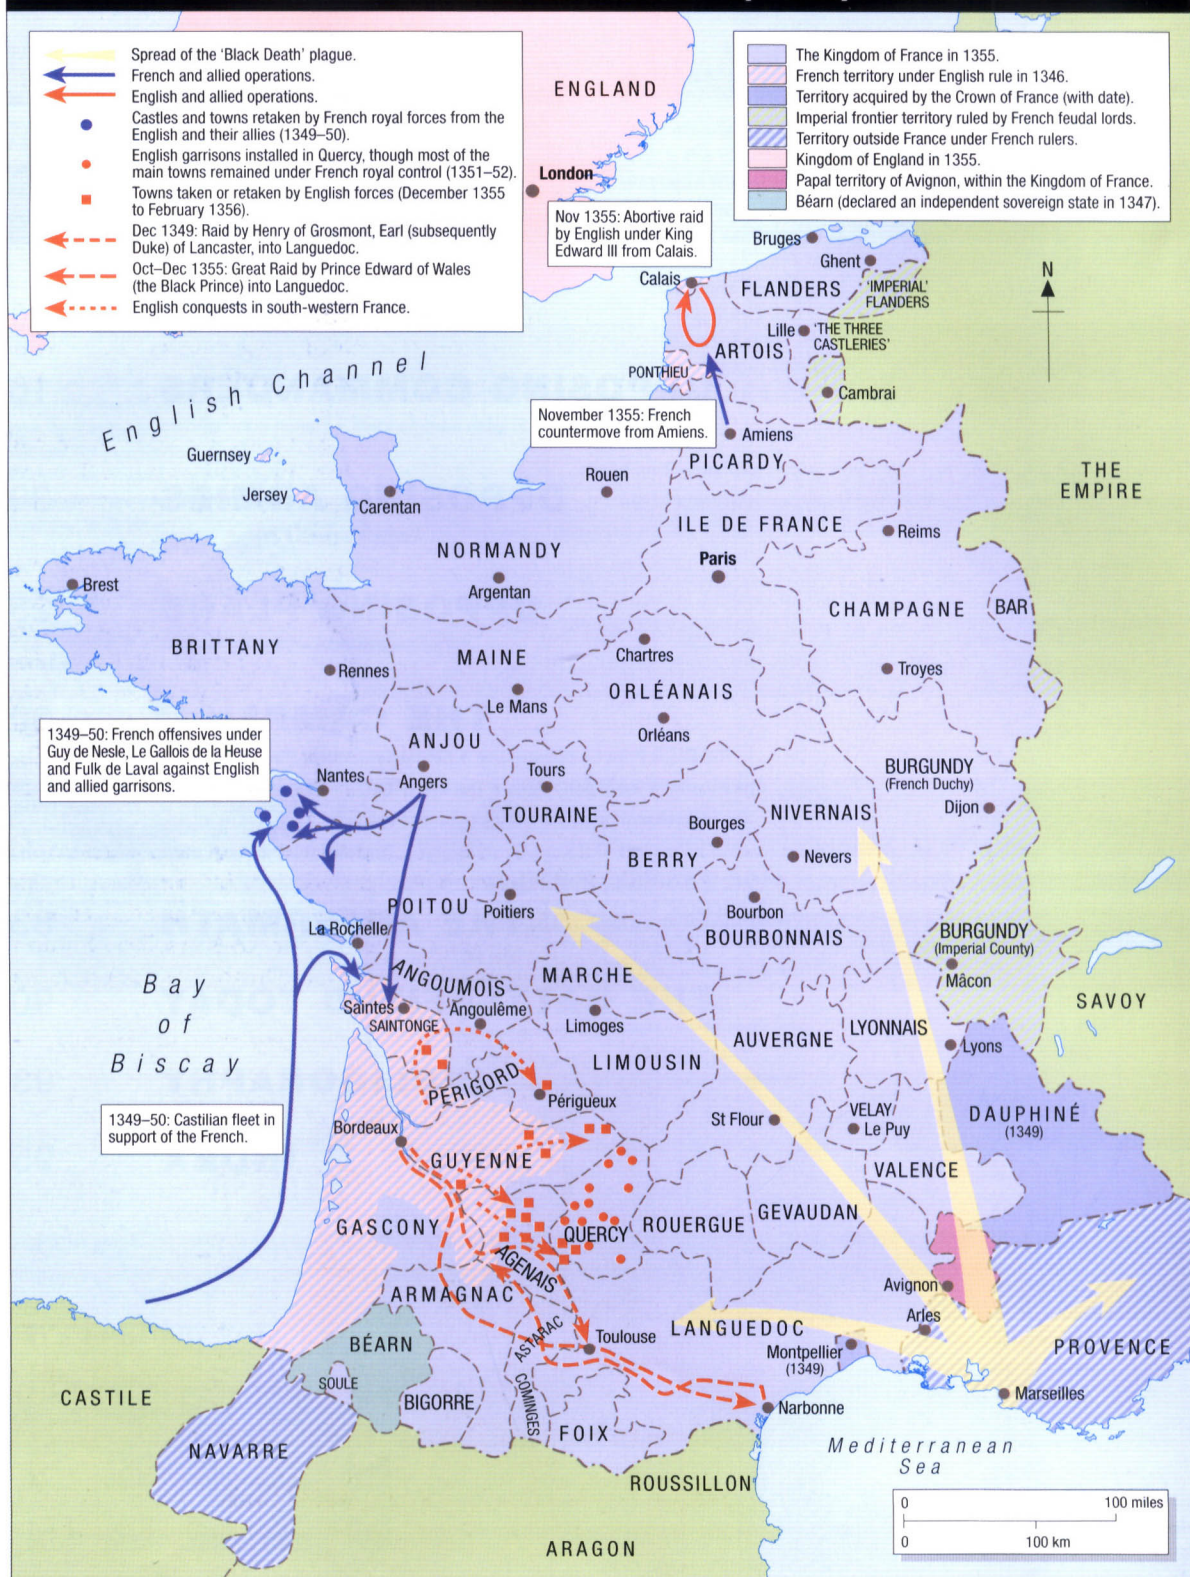 Spread of the 'Black Death' plague.
French and allied operations.
English and allied operations.
Castles and towns retaken by French royal forces from the
English and their allies (1349–50).
English garrisons installed in Quercy, though most of the
main towns remained under French royal control (1351–52).
Towns taken or retaken by English forces (December 1355
to February 1356).
Dec 1349: Raid by Henry of Grosmont, Earl (subsequently
Duke) of Lancaster, into Languedoc.
Oct–Dec 1355: Great Raid by Prince Edward of Wales
(the Black Prince) into Languedoc.
English conquests in south-western France.
The Kingdom of France in 1355.
French territory under English rule in 1346.
Territory acquired by the Crown of France (with date).
Imperial frontier territory ruled by French feudal lords.
Territory outside France under French rulers.
Kingdom of England in 1355.
Papal territory of Avignon, within the Kingdom of France.
Béarn (declared an independent sovereign state in 1347).
ENGLAND
London
Nov 1355: Abortive raid
by English under King
Edward III from Calais.
Bruges
Ghent
Calais
FLANDERS
'IMPERIAL'
FLANDERS
N
Lille
'THE THREE
CASTLERIES'
ARTOIS
PONTHIEU
Cambrai
English Channel
November 1355: French
countermove from Amiens.
Amiens
PICARDY
Guernsey
Jersey
Carentan
Rouen
THE
EMPIRE
ILE DE FRANCE
Reims
NORMANDY
Paris
Brest
Argentan
CHAMPAGNE
BAR
BRITTANY
Rennes
MAINE
Chartres
Troyes
Le Mans
ORLÉANAIS
Orléans
1349–50: French offensives under
Guy de Nesle, Le Gallois de la Heuse
and Fulk de Laval against English
and allied garrisons.
ANJOU
Nantes
Angers
Tours
TOURAINE
BURGUNDY
(French Duchy)
Dijon
NIVERNAIS
Bourges
BERRY
Nevers
POITOU
Poitiers
Bourbon
BOURBONNAIS
La Rochelle
BURGUNDY
(Imperial County)
Mâcon
ANGOUMOIS
MARCHE
SAVOY
Bay
of
Biscay
Saintes
SAINTONGE
Angoulême
Limoges
AUVERGNE
LYONNAIS
Lyons
LIMOUSIN
PÉRIGORD
Périgueux
1349–50: Castilian fleet in
support of the French.
Bordeaux
St Flour
VELAY
Le Puy
DAUPHINÉ
(1349)
GUYENNE
VALENCE
GASCONY
QUERCY
ROUERGUE
GEVAUDAN
AGENAIS
ARMAGNAC
Avignon
Arles
BÉARN
ASTARAC
Toulouse
LANGUEDOC
Montpellier
(1349)
PROVENCE
SOULE
CASTILE
BIGORRE
COMINGES
FOIX
Narbonne
Marseilles
NAVARRE
Mediterranean
Sea
ROUSSILLON
ARAGON
0 100 miles
0 100 km